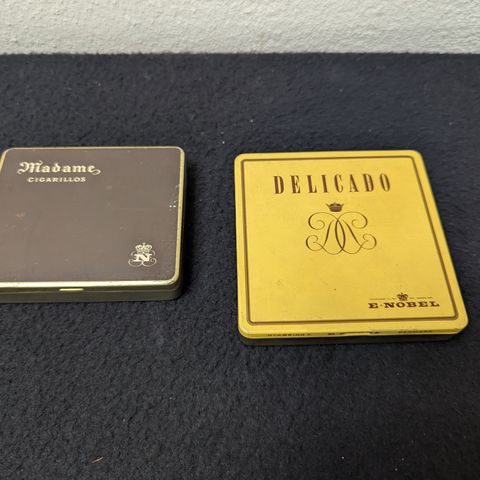 Madame
CIGARILLOS
N
DELICADO
E·NOBEL